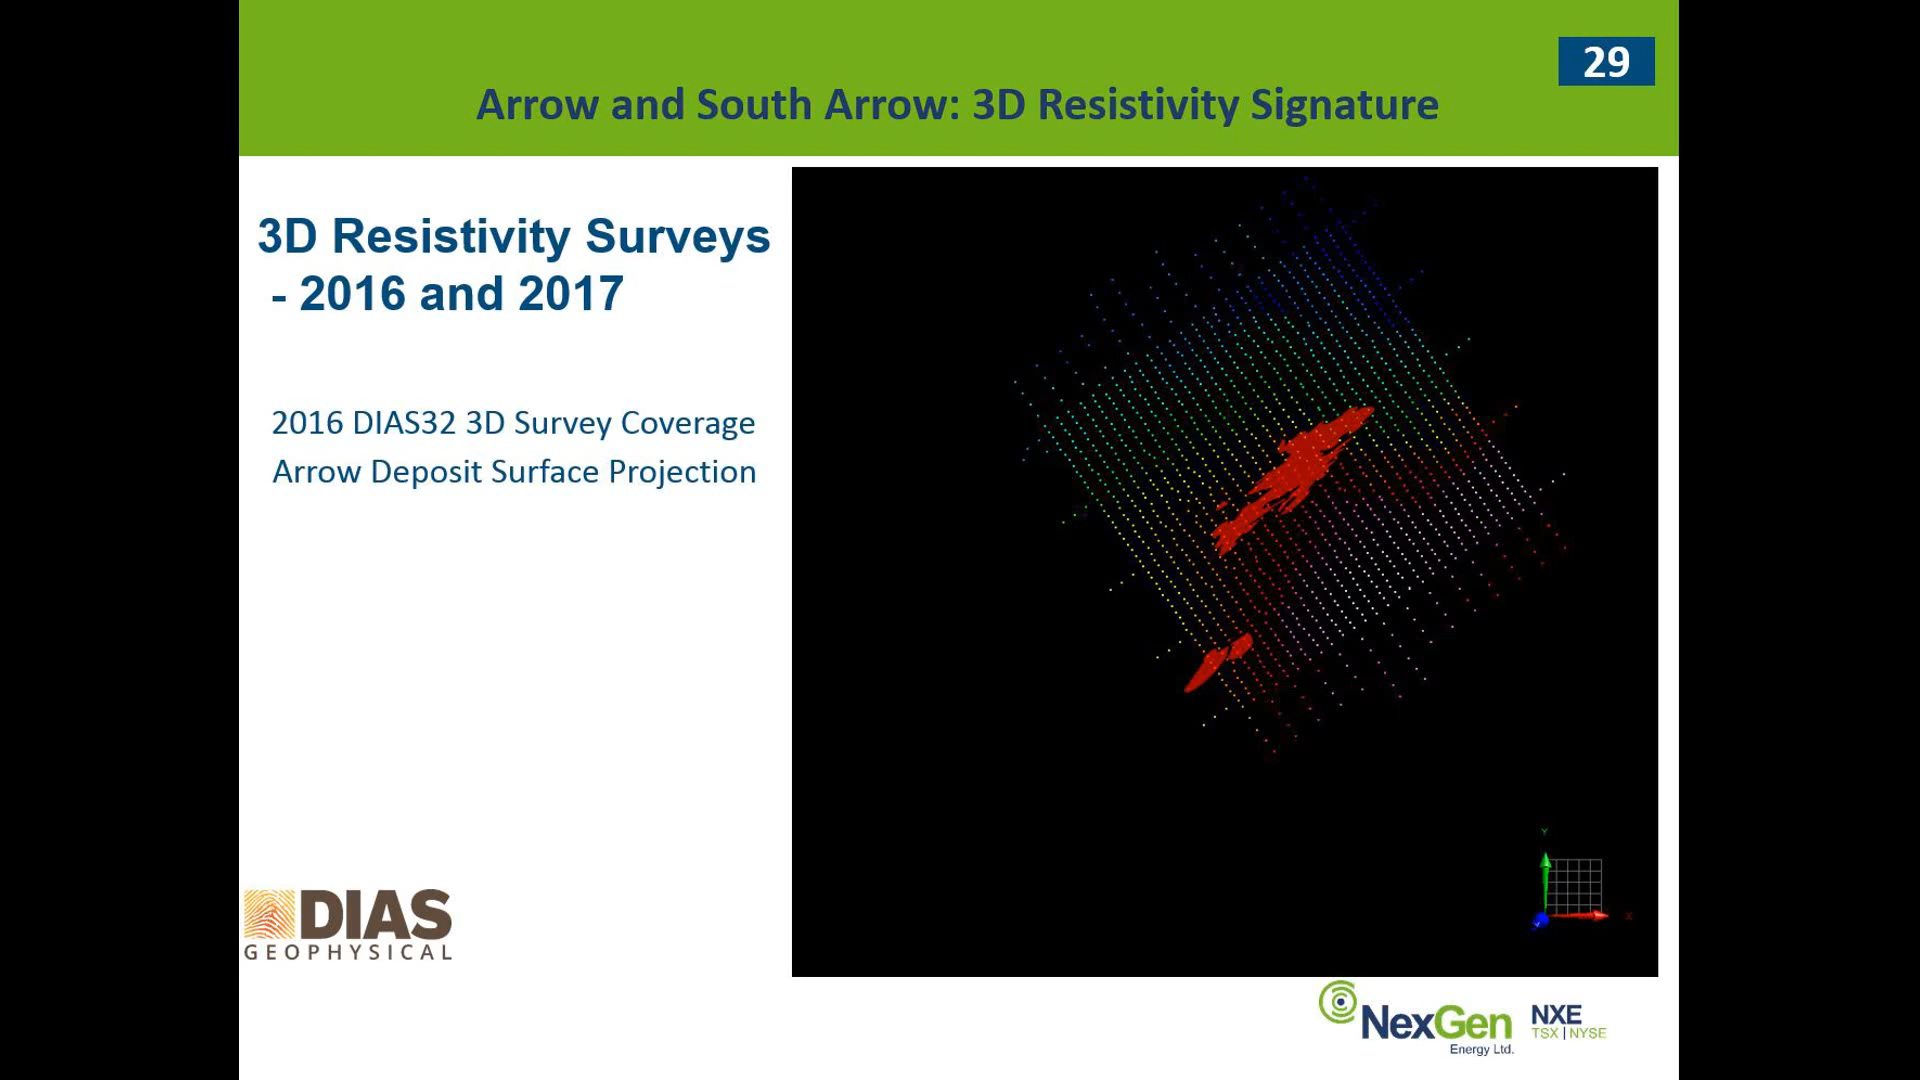 29
Arrow and South Arrow: 3D Resistivity Signature
3D Resistivity Surveys
- 2016 and 2017
2016 DIAS32 3D Survey Coverage
Arrow Deposit Surface Projection
Y
X
DIAS
GEOPHYSICAL
NexGen
Energy Ltd.
NXE
TSX | NYSE